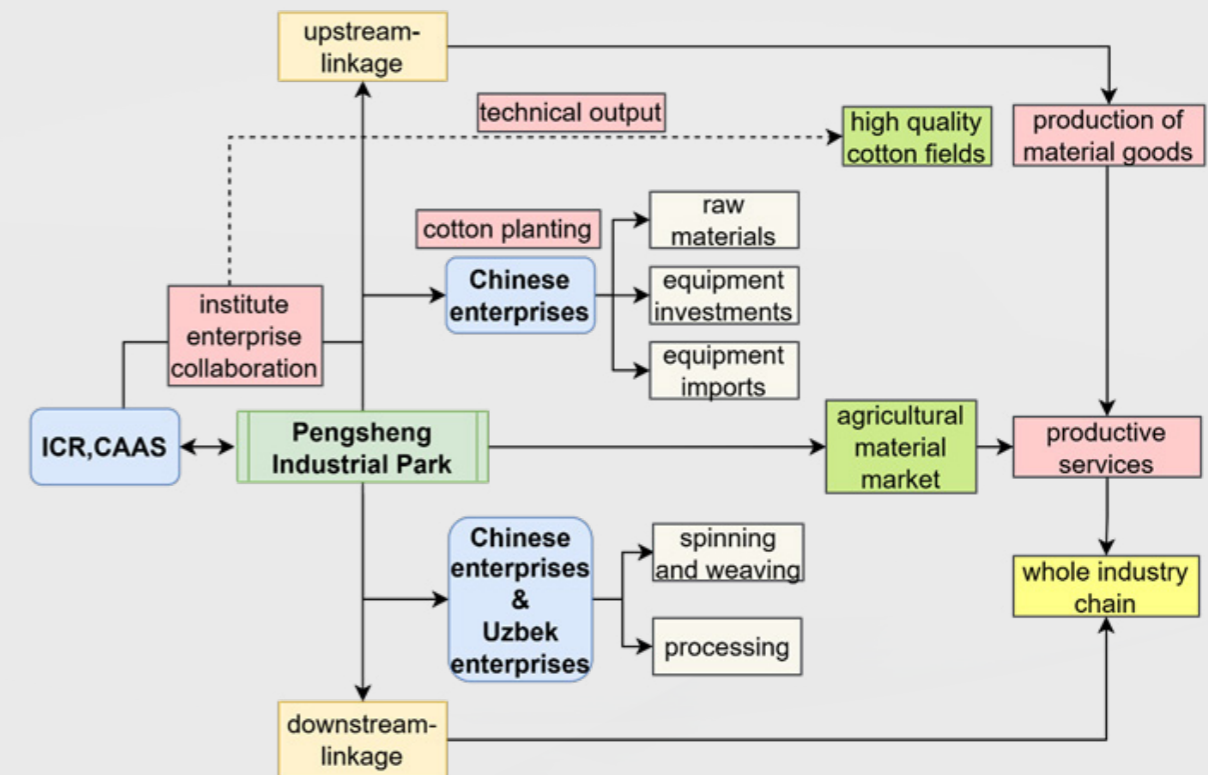 upstream-
linkage
technical output
high quality
cotton fields
production of
material goods
raw
materials
cotton planting
Chinese
enterprises
equipment
investments
equipment
imports
institute
enterprise
collaboration
ICR,CAAS
Pengsheng
Industrial Park
agricultural
material
market
productive
services
Chinese
enterprises
&
Uzbek
enterprises
spinning
and weaving
processing
whole industry
chain
downstream-
linkage